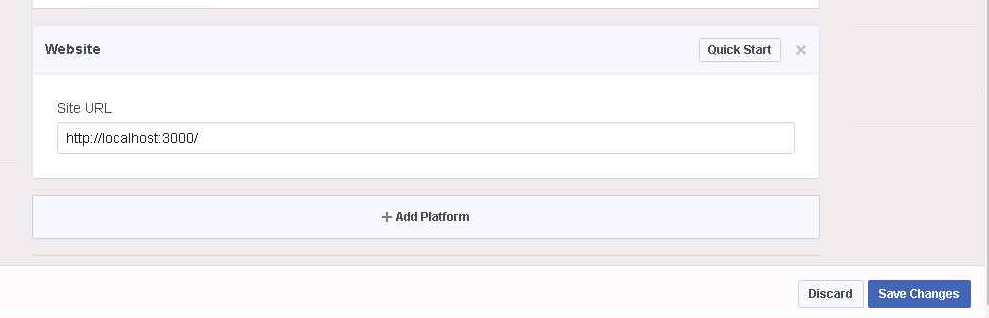 Website
Quick Start ×
Site URL
http://localhost:3000/
+ Add Platform
Discard Save Changes